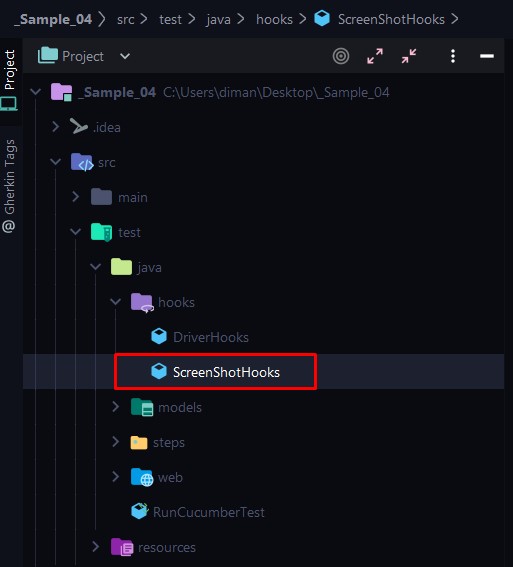 _Sample_04 > src > test > java > hooks > ScreenShotHooks >
Project
Project
Gherkin Tags
@
_Sample_04 C:\Users\diman\Desktop\_Sample_04
.idea
src
main
test
java
hooks
DriverHooks
ScreenShotHooks
models
steps
web
RunCucumberTest
resources